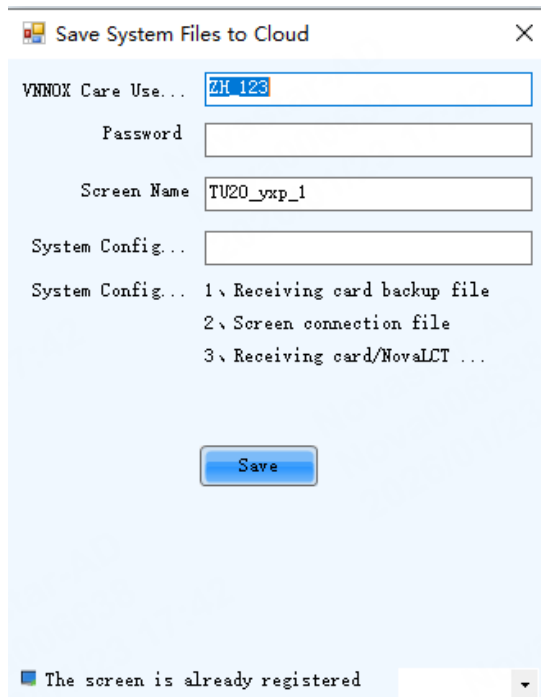 Save System Files to Cloud
VNNOX Care Use... ZH_123
Password
Screen Name TU20_yxp_1
System Config...
System Config... 1、Receiving card backup file
2、Screen connection file
3、Receiving card/NovaLCT ...
Save
The screen is already registered